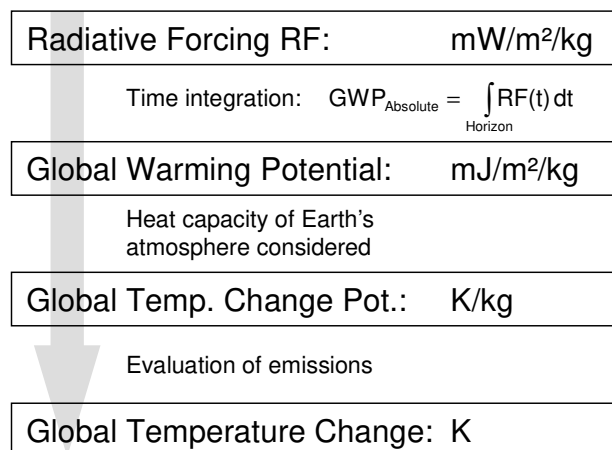 Radiative Forcing RF: mW/m²/kg
Time integration: GWP_Absolute = ∫RF(t) dt
Horizon
Global Warming Potential: mJ/m²/kg
Heat capacity of Earth's
atmosphere considered
Global Temp. Change Pot.: K/kg
Evaluation of emissions
Global Temperature Change: K